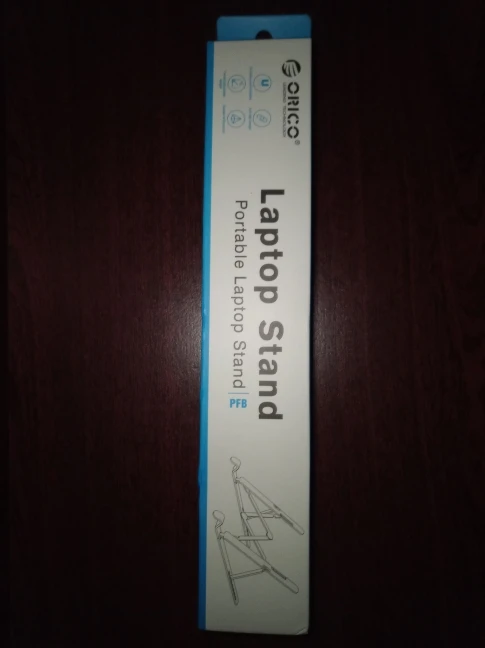 ORICO®
U
Laptop Stand
Portable Laptop Stand | PFB